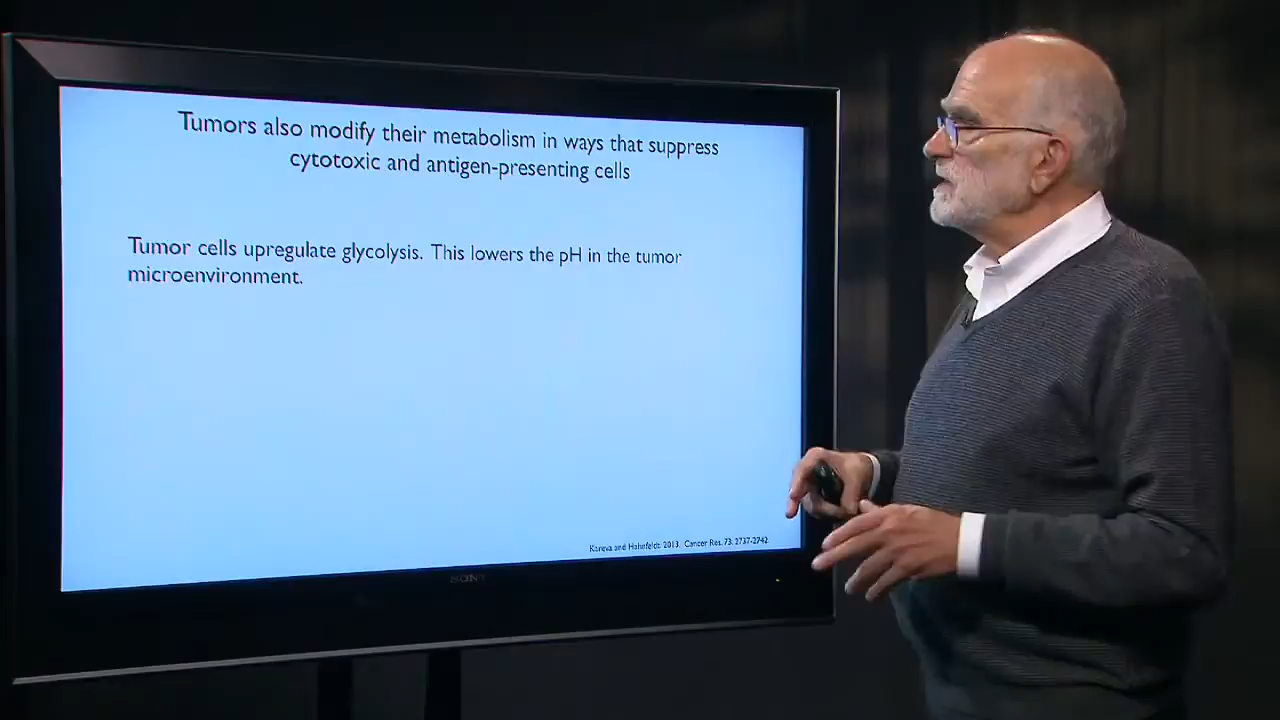 Tumors also modify their metabolism in ways that suppress
cytotoxic and antigen-presenting cells
Tumor cells upregulate glycolysis. This lowers the pH in the tumor
microenvironment.
Kareva and Hahnfeldt. 2013. Cancer Res. 73. 2737-2742
SONY